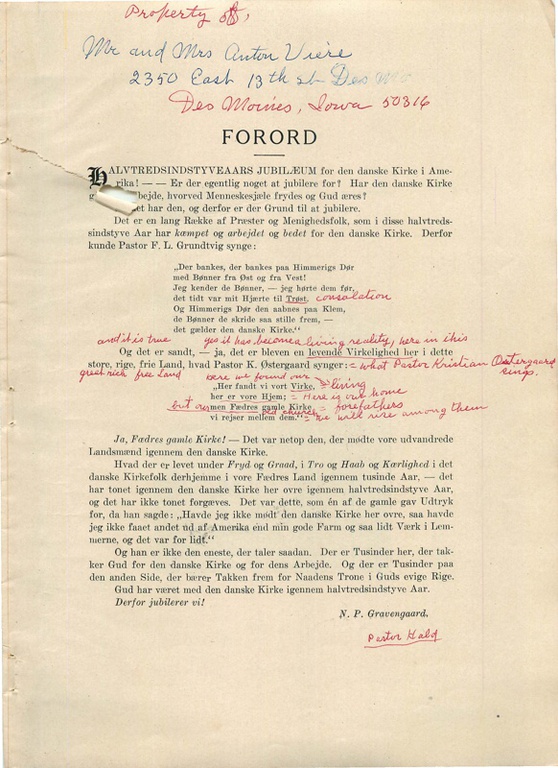 Property of,
Mr and Mrs Anton Viere
2350 East 13th st Des Mo
Des Moines, Iowa 50316
FORORD
HALVTREDSINDSTYVEAARS JUBILÆUM for den danske Kirke i Ame-
rika! — — Er der egentlig noget at jubilere for? Har den danske Kirke
bejde, hvorved Menneskesjæle frydes og Gud æres?
et har den, og derfor er der Grund til at jubilere.
Det er en lang Række af Præster og Menighedsfolk, som i disse halvtreds-
indstyve Aar har kæmpet og arbejdet og bedet for den danske Kirke. Derfor
kunde Pastor F. L. Grundtvig synge:
„Der bankes, der bankes paa Himmerigs Dør
med Bønner fra Øst og fra Vest!
Jeg kender de Bønner, — jeg hørte dem før,
det tidt var mit Hjærte til Trøst. consolation
Og Himmerigs Dør den aabnes paa Klem,
de Bønner de skride saa stille frem, —
det gælder den danske Kirke.“
and it is true yes it has become a living reality, here in this
Og det er sandt, — ja, det er bleven en levende Virkelighed her i dette
store, rige, frie Land, hvad Pastor K. Østergaard synger: = what Pastor Kristian Østergaard
sings.
great rich free land here we found our
„Her fandt vi vort Virke, = living
her er vore Hjem; = Here is our home
but our men Fædres gamle Kirke = forefathers
old church
vi rejser mellem dem.“ = we will rise among them
Ja, Fædres gamle Kirke! — Det var netop den, der mødte vore udvandrede
Landsmænd igennem den danske Kirke.
Hvad der er levet under Fryd og Graad, i Tro og Haab og Kærlighed i det
danske Kirkefolk derhjemme i vore Fædres Land igennem tusinde Aar, — det
har tonet igennem den danske Kirke her ovre igennem halvtredsindstyve Aar,
og det har ikke tonet forgæves. Det var dette, som én af de gamle gav Udtryk
for, da han sagde: „Havde jeg ikke mødt den danske Kirke her ovre, saa havde
jeg ikke faaet andet ud af Amerika end min gode Farm og saa lidt Værk i Lem-
merne, og det var for lidt.“
Og han er ikke den eneste, der taler saadan. Der er Tusinder her, der tak-
ker Gud for den danske Kirke og for dens Arbejde. Og der er Tusinder paa
den anden Side, der bærer Takken frem for Naadens Trone i Guds evige Rige.
Gud har været med den danske Kirke igennem halvtredsindstyve Aar.
Derfor jubilerer vi!
N. P. Gravengaard.
Pastor Hald